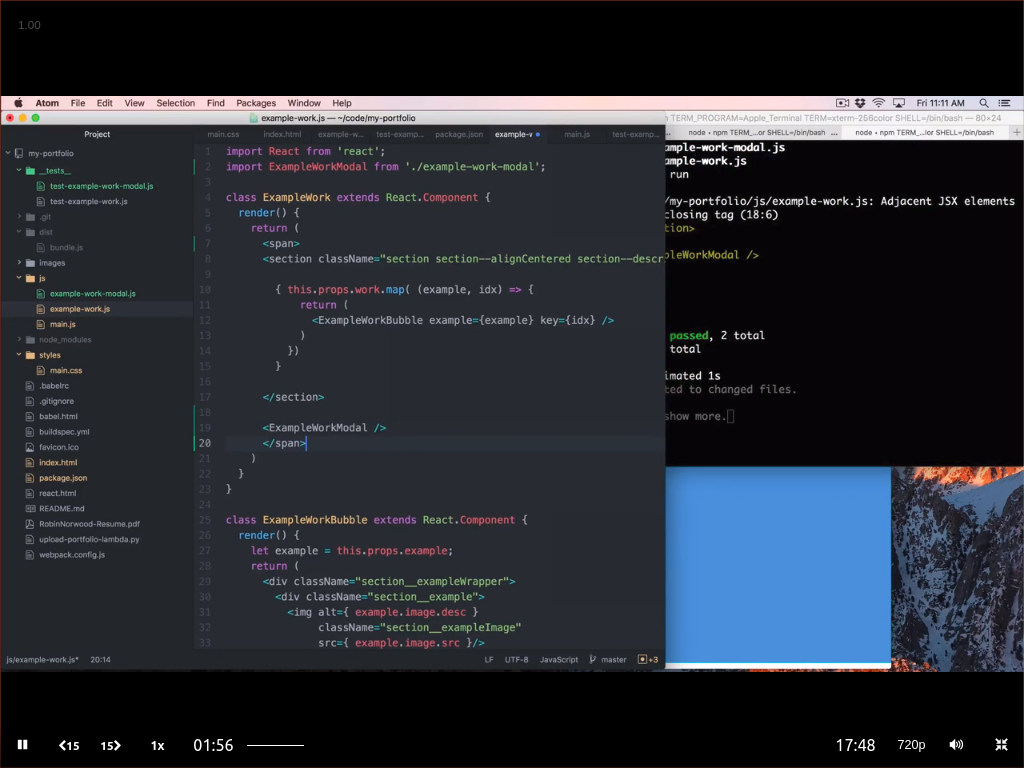 1.00
Atom File Edit View Selection Find Packages Window Help
Fri 11:11 AM
example-work.js — ~/code/my-portfolio
TERM_PROGRAM=Apple_Terminal TERM=xterm-256color SHELL=/bin/bash — 80×24
Project
main.css index.html example-w... test-examp... package.json example-v main.js test-examp...
node • npm TERM_...or SHELL=/bin/bash ... node • npm TERM_...lor SHELL=/bin/bash +
my-portfolio
__tests__
test-example-work-modal.js
test-example-work.js
.git
dist
bundle.js
images
js
example-work-modal.js
example-work.js
main.js
node_modules
styles
main.css
.babelrc
.gitignore
babel.html
buildspec.yml
favicon.ico
index.html
package.json
react.html
README.md
RobinNorwood-Resume.pdf
upload-portfolio-lambda.py
webpack.config.js
1 import React from 'react';
2 import ExampleWorkModal from './example-work-modal';
3
4 class ExampleWork extends React.Component {
5 render() {
6 return (
7 <span>
8 <section className="section section--alignCentered section--descr
9
10 { this.props.work.map( (example, idx) => {
11 return (
12 <ExampleWorkBubble example={example} key={idx} />
13 )
14 })
15 }
16
17 </section>
18
19 <ExampleWorkModal />
20 </span>
21 )
22 }
23 }
24
25 class ExampleWorkBubble extends React.Component {
26 render() {
27 let example = this.props.example;
28 return (
29 <div className="section__exampleWrapper">
30 <div className="section__example">
31 <img alt={ example.image.desc }
32 className="section__exampleImage"
33 src={ example.image.src }/>
ample-work-modal.js
ample-work.js
run
/my-portfolio/js/example-work.js: Adjacent JSX elements
closing tag (18:6)
tion>
leWorkModal />
passed, 2 total
total
imated 1s
ted to changed files.
show more.
js/example-work.js* 20:14
LF UTF-8 JavaScript master +3
15 15 1x 01:56
17:48 720p